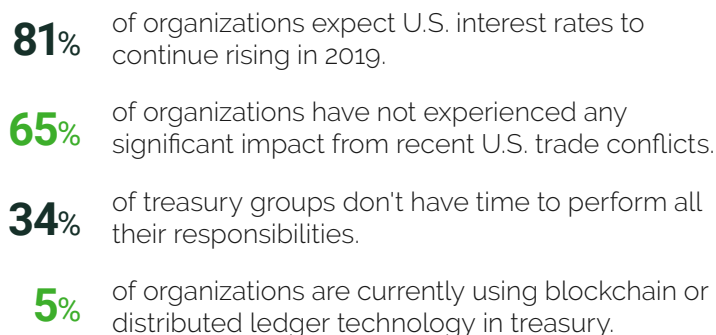 81% of organizations expect U.S. interest rates to
continue rising in 2019.
65% of organizations have not experienced any
significant impact from recent U.S. trade conflicts.
34% of treasury groups don't have time to perform all
their responsibilities.
5% of organizations are currently using blockchain or
distributed ledger technology in treasury.